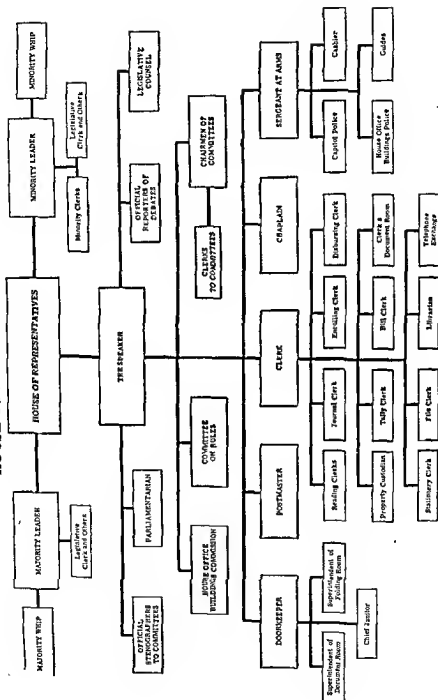 MAJORITY WHIP
MAJORITY LEADER
HOUSE OF REPRESENTATIVES
MINORITY LEADER
MINORITY WHIP
Legislative
Clerk and Others
Minority Clerks
Legislative
Clerk and Others
OFFICIAL
STENOGRAPHERS
TO COMMITTEES
PARLIAMENTARIAN
THE SPEAKER
OFFICIAL
REPORTERS OF
DEBATES
LEGISLATIVE
COUNSEL
HOUSE OFFICE
BUILDINGS COMMISSION
COMMITTEE
ON RULES
CLERKS
TO COMMITTEES
CHAIRMEN OF
COMMITTEES
DOORKEEPER
POSTMASTER
CLERK
CHAPLAIN
SERGEANT AT ARMS
Superintendent of
Document Room
Superintendent of
Folding Room
Chief Janitor
Reading Clerks
Journal Clerk
Enrolling Clerk
Disbursing Clerk
Property Custodian
Tally Clerk
Bill Clerk
Document Room
Stationery Clerk
File Clerk
Librarian
Telephone
Exchange
Capitol Police
Cashier
House Office
Buildings Police
Guides